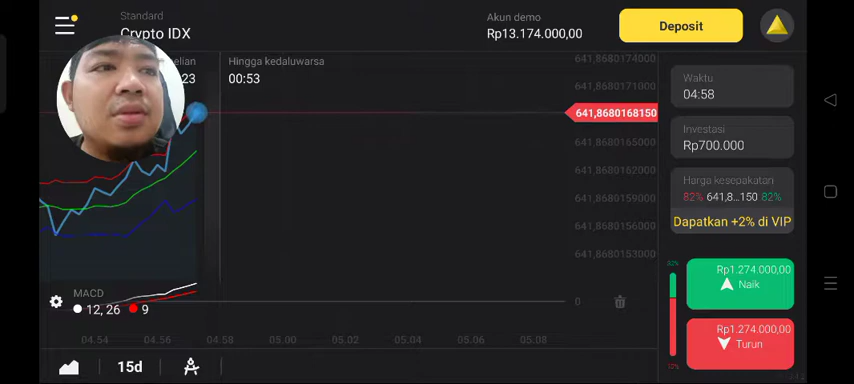 Standard
Crypto IDX
Akun demo
Rp13.174.000,00
Deposit
elian
23
Hingga kedaluwarsa
00:53
641,8680174000
641,8680171000
641,8680168150
641,8680165000
641,8680162000
641,8680159000
641,8680156000
641,8680153000
0
Waktu
04:58
Investasi
Rp700.000
Harga kesepakatan
82% 641,8...150 82%
Dapatkan +2% di VIP
82%
Rp1.274.000,00
Naik
Rp1.274.000,00
Turun
MACD
12, 26
9
04.54
04.56
04.58
05.00
05.02
05.04
05.06
05.08
15d